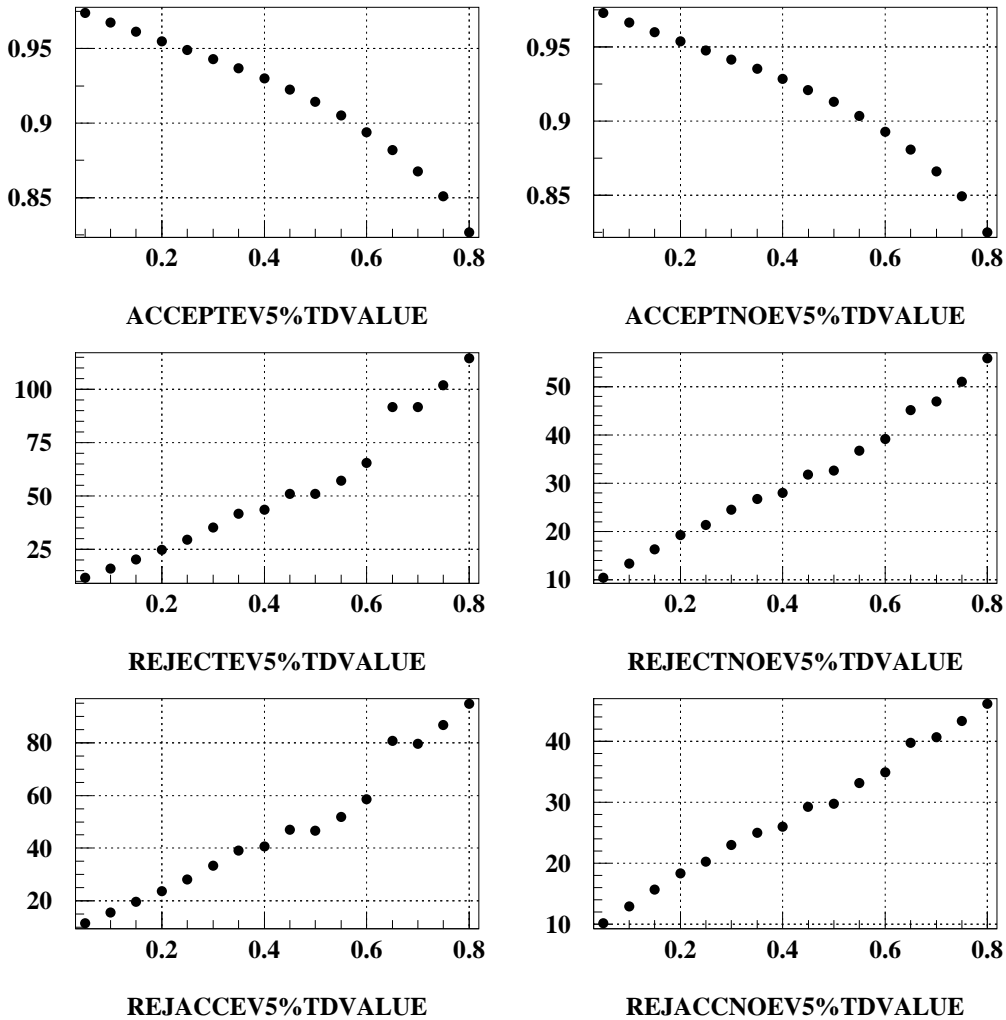 0.95
0.9
0.85
0.2 0.4 0.6 0.8
ACCEPTEV5%TDVALUE
0.95
0.9
0.85
0.2 0.4 0.6 0.8
ACCEPTNOEV5%TDVALUE
100
75
50
25
0.2 0.4 0.6 0.8
REJECTEV5%TDVALUE
50
40
30
20
10
0.2 0.4 0.6 0.8
REJECTNOEV5%TDVALUE
80
60
40
20
0.2 0.4 0.6 0.8
REJACCEV5%TDVALUE
40
30
20
10
0.2 0.4 0.6 0.8
REJACCNOEV5%TDVALUE